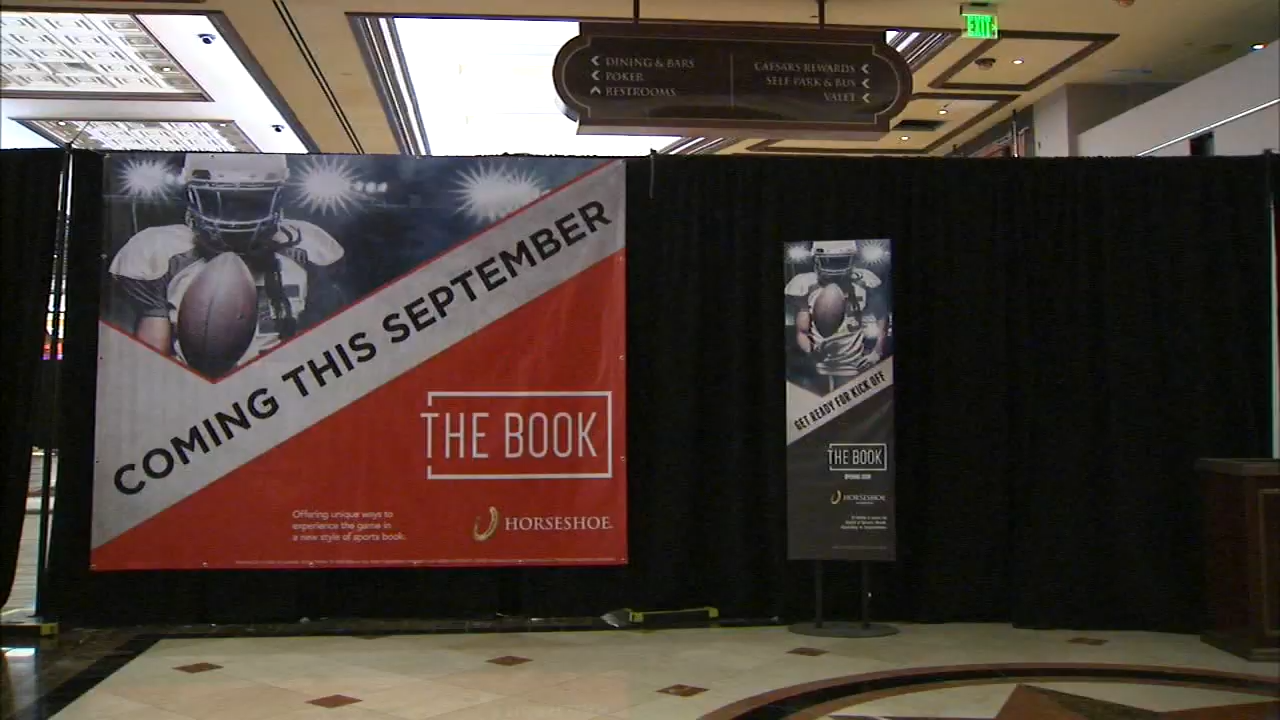 EXIT
DINING & BARS
POKER
RESTROOMS
CAESARS REWARDS
SELF PARK & BUS
VALET
COMING THIS SEPTEMBER
THE BOOK
Offering unique ways to
experience the game in
a new style of sports book.
HORSESHOE
GET READY FOR KICK OFF
THE BOOK
HORSESHOE